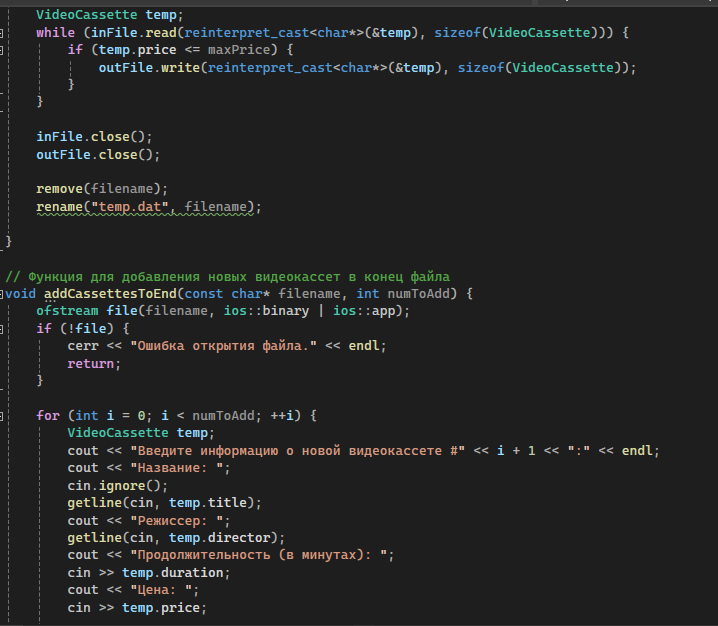 VideoCassette temp;
while (inFile.read(reinterpret_cast<char*>(&temp), sizeof(VideoCassette))) {
if (temp.price <= maxPrice) {
outFile.write(reinterpret_cast<char*>(&temp), sizeof(VideoCassette));
}
}
inFile.close();
outFile.close();
remove(filename);
rename("temp.dat", filename);
}
// Функция для добавления новых видеокассет в конец файла
void addCassettesToEnd(const char* filename, int numToAdd) {
ofstream file(filename, ios::binary | ios::app);
if (!file) {
cerr << "Ошибка открытия файла." << endl;
return;
}
for (int i = 0; i < numToAdd; ++i) {
VideoCassette temp;
cout << "Введите информацию о новой видеокассете #" << i + 1 << ":" << endl;
cout << "Название: ";
cin.ignore();
getline(cin, temp.title);
cout << "Режиссер: ";
getline(cin, temp.director);
cout << "Продолжительность (в минутах): ";
cin >> temp.duration;
cout << "Цена: ";
cin >> temp.price;